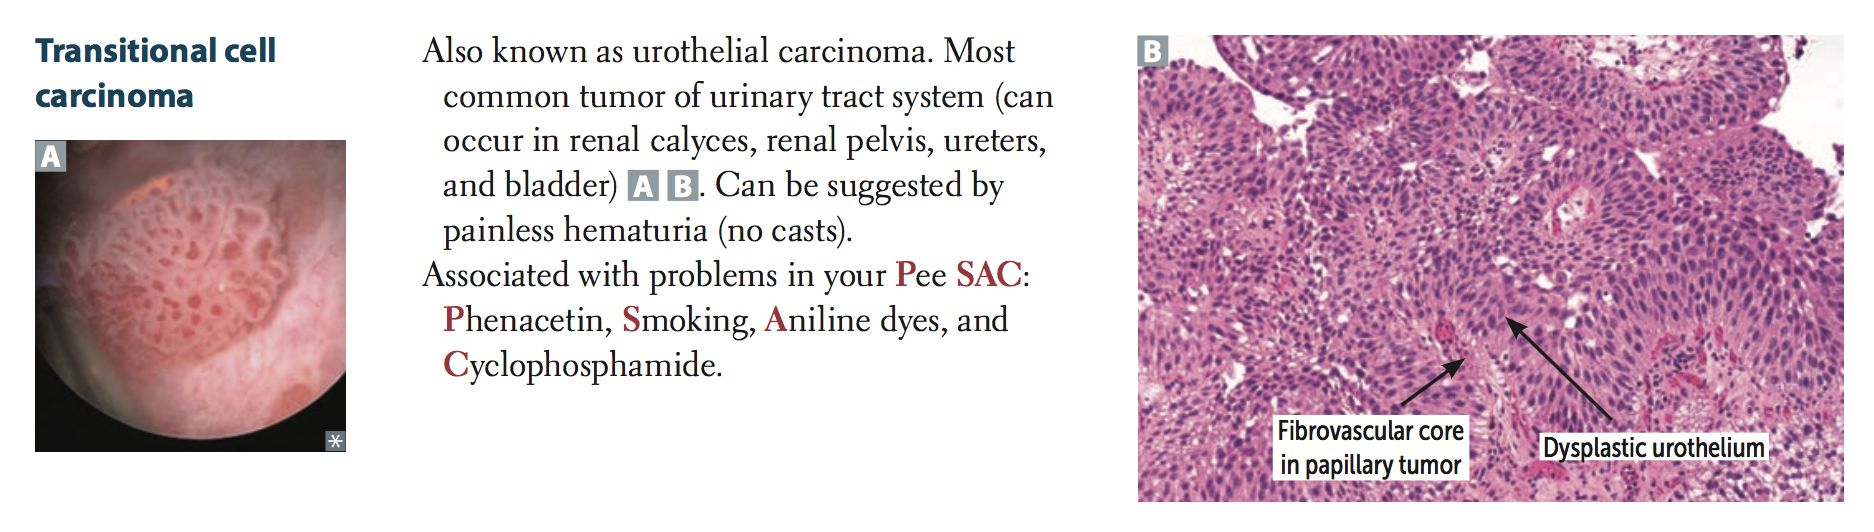 Transitional cell
carcinoma
A
*
Also known as urothelial carcinoma. Most
common tumor of urinary tract system (can
occur in renal calyces, renal pelvis, ureters,
and bladder) A B. Can be suggested by
painless hematuria (no casts).
Associated with problems in your Pee SAC:
Phenacetin, Smoking, Aniline dyes, and
Cyclophosphamide.
B
Fibrovascular core
in papillary tumor
Dysplastic urothelium